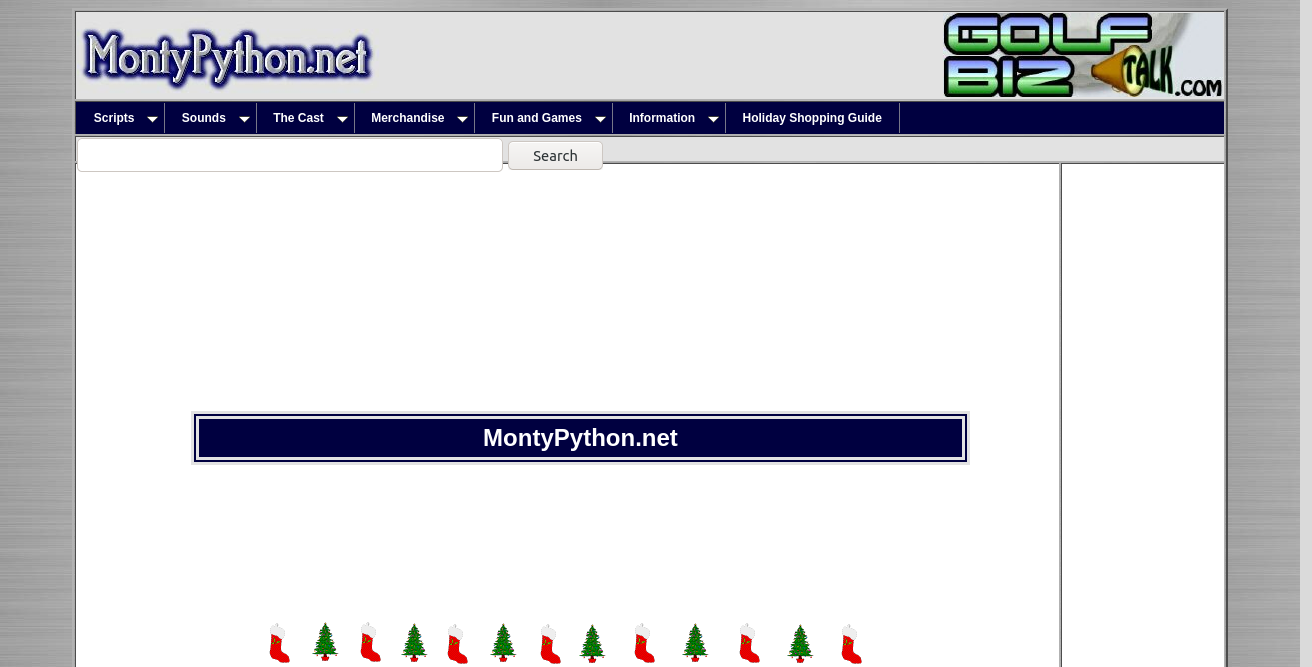 MontyPython.net
GOLF
BIZ TALK.COM
Scripts Sounds The Cast Merchandise Fun and Games Information Holiday Shopping Guide
Search
MontyPython.net